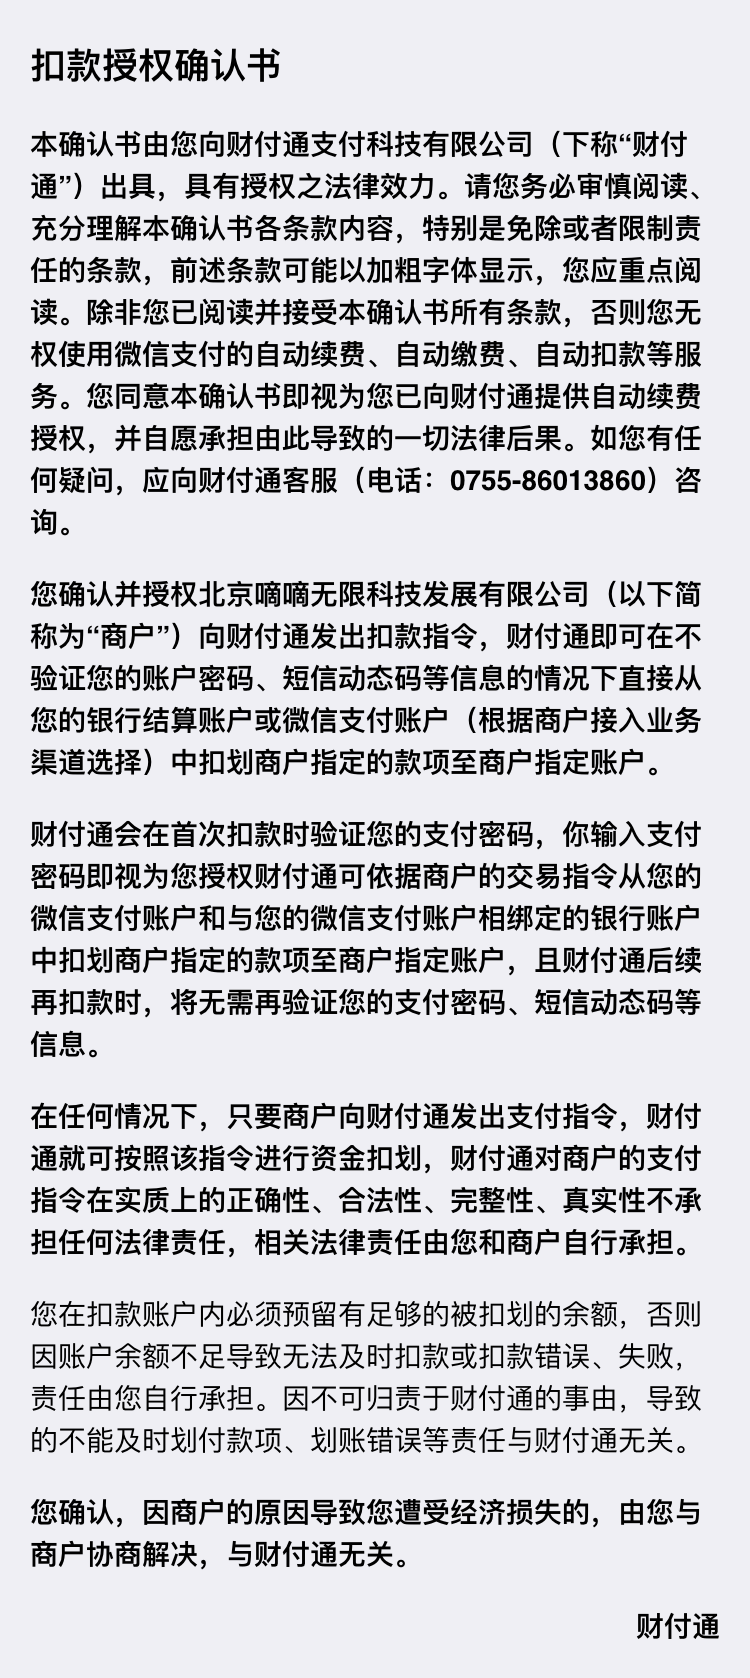 扣款授权确认书
本确认书由您向财付通支付科技有限公司（下称“财付
通”）出具，具有授权之法律效力。请您务必审慎阅读、
充分理解本确认书各条款内容，特别是免除或者限制责
任的条款，前述条款可能以加粗字体显示，您应重点阅
读。除非您已阅读并接受本确认书所有条款，否则您无
权使用微信支付的自动续费、自动缴费、自动扣款等服
务。您同意本确认书即视为您已向财付通提供自动续费
授权，并自愿承担由此导致的一切法律后果。如您有任
何疑问，应向财付通客服（电话：0755-86013860）咨
询。
您确认并授权北京嘀嘀无限科技发展有限公司（以下简
称为“商户”）向财付通发出扣款指令，财付通即可在不
验证您的账户密码、短信动态码等信息的情况下直接从
您的银行结算账户或微信支付账户（根据商户接入业务
渠道选择）中扣划商户指定的款项至商户指定账户。
财付通会在首次扣款时验证您的支付密码，你输入支付
密码即视为您授权财付通可依据商户的交易指令从您的
微信支付账户和与您的微信支付账户相绑定的银行账户
中扣划商户指定的款项至商户指定账户，且财付通后续
再扣款时，将无需再验证您的支付密码、短信动态码等
信息。
在任何情况下，只要商户向财付通发出支付指令，财付
通就可按照该指令进行资金扣划，财付通对商户的支付
指令在实质上的正确性、合法性、完整性、真实性不承
担任何法律责任，相关法律责任由您和商户自行承担。
您在扣款账户内必须预留有足够的被扣划的余额，否则
因账户余额不足导致无法及时扣款或扣款错误、失败，
责任由您自行承担。因不可归责于财付通的事由，导致
的不能及时划付款项、划账错误等责任与财付通无关。
您确认，因商户的原因导致您遭受经济损失的，由您与
商户协商解决，与财付通无关。
财付通